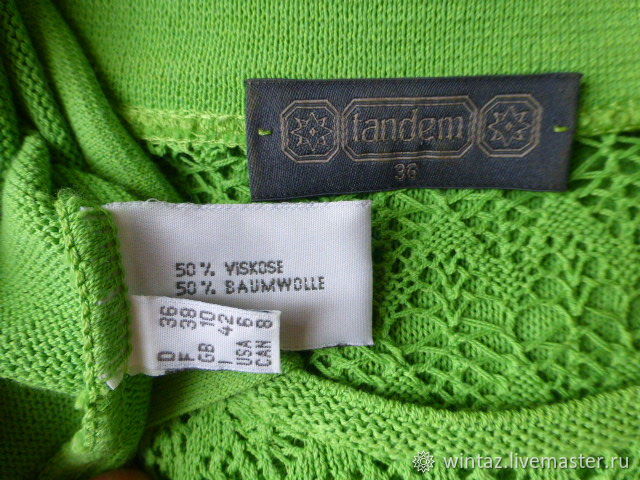 tandem
36
50% VISKOSE
50% BAUMWOLLE
D 36
F 38
GB 10
I 42
USA 6
CAN 8
wintaz.livemaster.ru